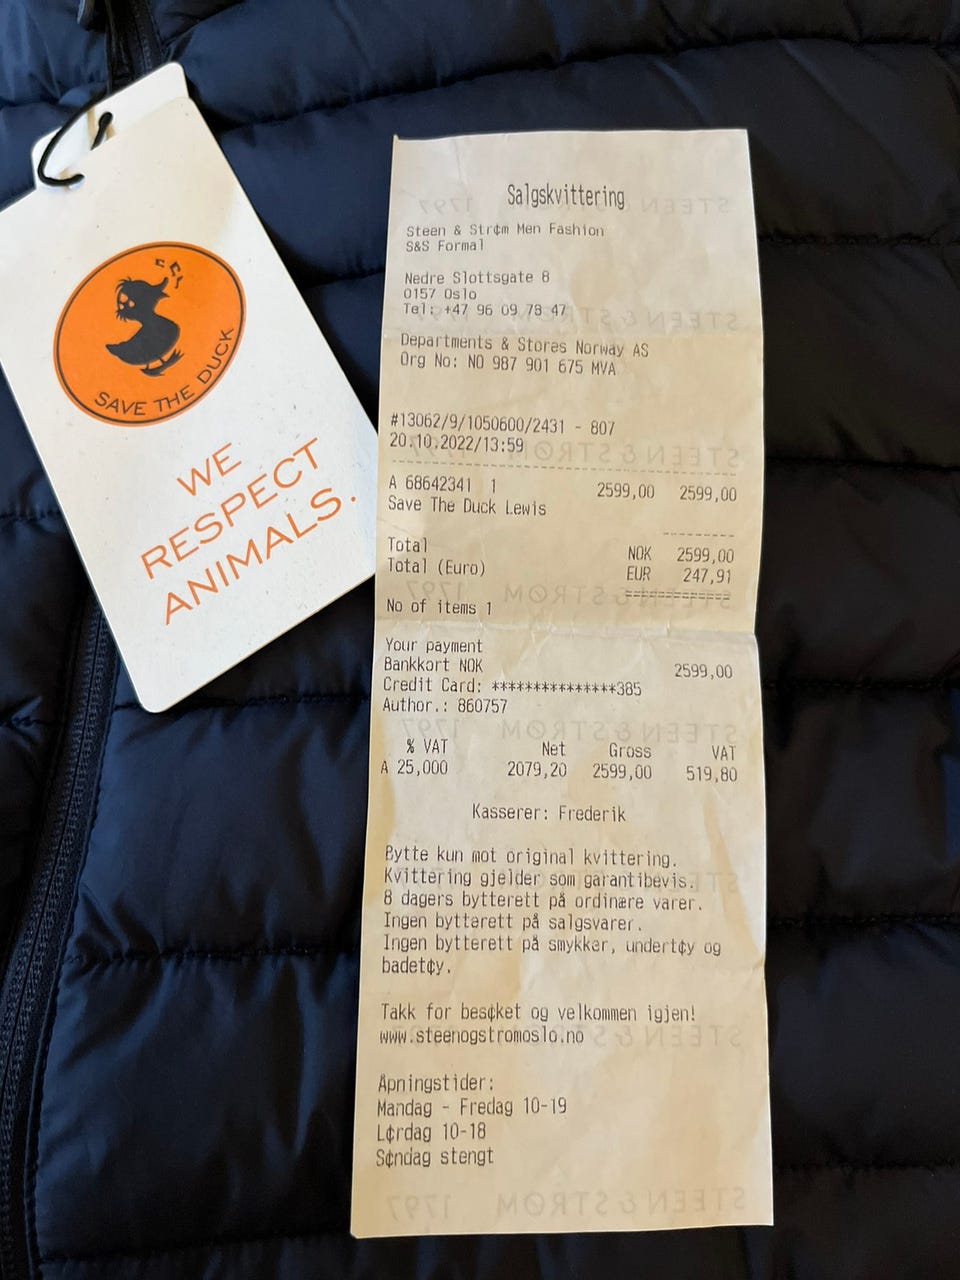 SAVE THE DUCK
WE
RESPECT
ANIMALS.
Salgskvittering
Steen & Str¢m Men Fashion
S&S Formal
Nedre Slottsgate 8
0157 Oslo
Tel: +47 96 09 78 47
Departments & Stores Norway AS
Org No: NO 987 901 675 MVA
#13062/9/1050600/2431 - 807
20.10.2022/13:59
A 68642341 1 2599,00 2599,00
Save The Duck Lewis
Total NOK 2599,00
Total (Euro) EUR 247,91
No of items 1
Your payment
Bankkort NOK 2599,00
Credit Card: ***************385
Author.: 860757
% VAT Net Gross VAT
A 25,000 2079,20 2599,00 519,80
Kasserer: Frederik
Bytte kun mot original kvittering.
Kvittering gjelder som garantibevis.
8 dagers bytterett på ordinære varer.
Ingen bytterett på salgsvarer.
Ingen bytterett på smykker, undert¢y og
badet¢y.
Takk for bes¢ket og velkommen igjen!
www.steenogstromoslo.no
Åpningstider:
Mandag - Fredag 10-19
L¢rdag 10-18
S¢ndag stengt
STEEN & STRØM 1797